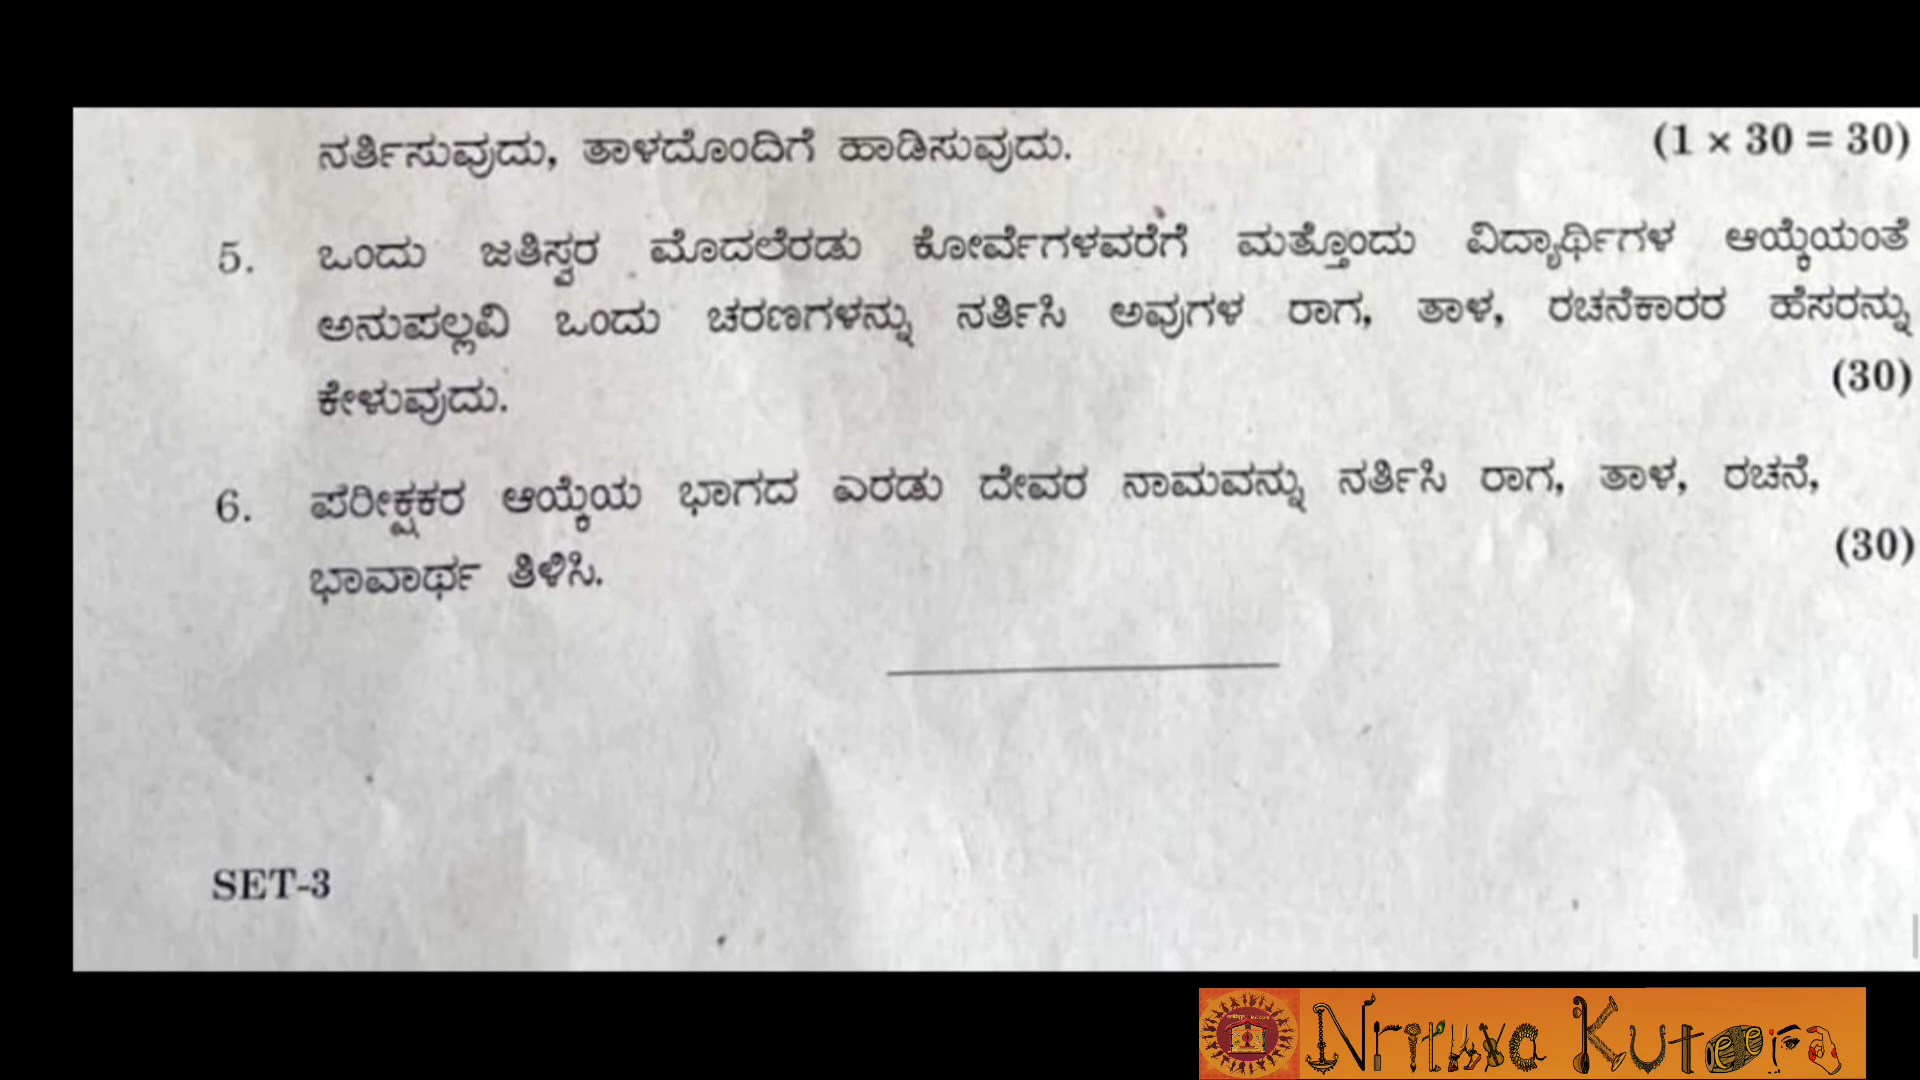 ನರ್ತಿಸುವುದು, ತಾಳದೊಂದಿಗೆ ಹಾಡಿಸುವುದು. (1 × 30 = 30)
5. ಒಂದು ಜತಿಸ್ವರ ಮೊದಲೆರಡು ಕೋರ್ವೆಗಳವರೆಗೆ ಮತ್ತೊಂದು ವಿದ್ಯಾರ್ಥಿಗಳ ಆಯ್ಕೆಯಂತೆ
ಅನುಪಲ್ಲವಿ ಒಂದು ಚರಣಗಳನ್ನು ನರ್ತಿಸಿ ಅವುಗಳ ರಾಗ, ತಾಳ, ರಚನೆಕಾರರ ಹೆಸರನ್ನು
ಕೇಳುವುದು. (30)
6. ಪರೀಕ್ಷಕರ ಆಯ್ಕೆಯ ಭಾಗದ ಎರಡು ದೇವರ ನಾಮವನ್ನು ನರ್ತಿಸಿ ರಾಗ, ತಾಳ, ರಚನೆ,
ಭಾವಾರ್ಥ ತಿಳಿಸಿ. (30)
SET-3
Nrithya Kuteera